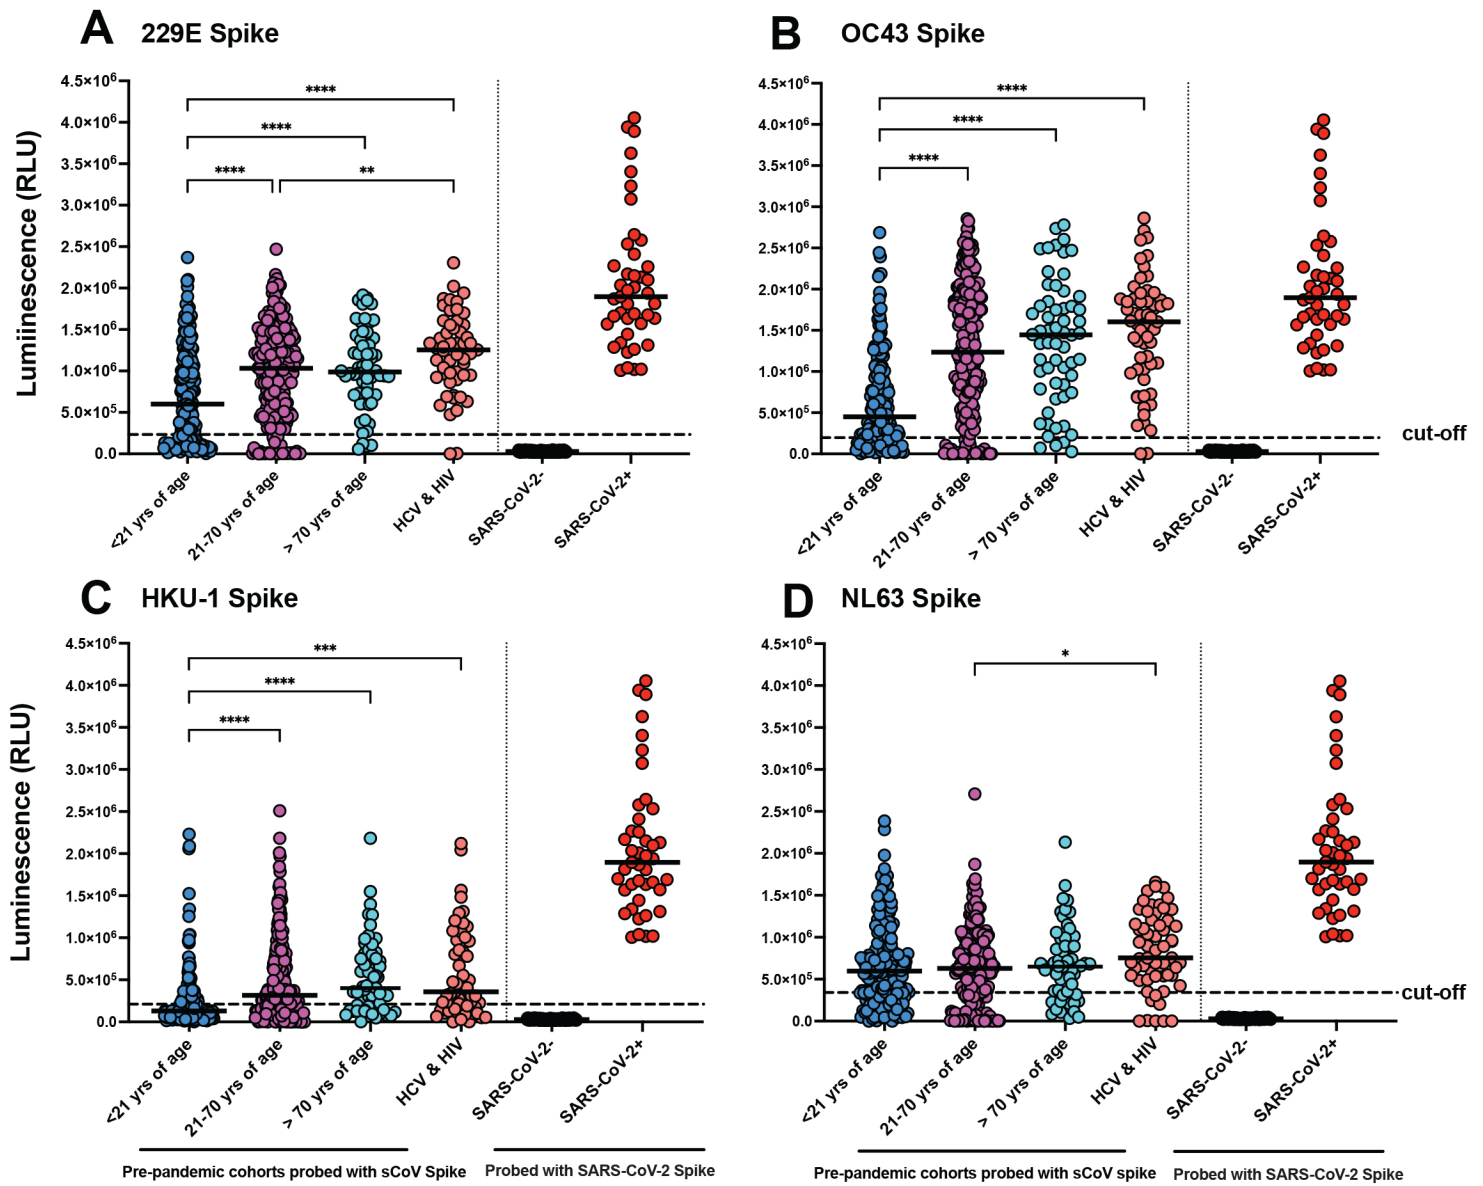 A 229E Spike
Luminescence (RLU)
4.5×10⁶
4.0×10⁶
3.5×10⁶
3.0×10⁶
2.5×10⁶
2.0×10⁶
1.5×10⁶
1.0×10⁶
5.0×10⁵
0.0
****
****
**** **
<21 yrs of age
21-70 yrs of age
> 70 yrs of age
HCV & HIV
SARS-CoV-2-
SARS-CoV-2+
B OC43 Spike
4.5×10⁶
4.0×10⁶
3.5×10⁶
3.0×10⁶
2.5×10⁶
2.0×10⁶
1.5×10⁶
1.0×10⁶
5.0×10⁵
0.0
****
****
****
cut-off
<21 yrs of age
21-70 yrs of age
> 70 yrs of age
HCV & HIV
SARS-CoV-2-
SARS-CoV-2+
C HKU-1 Spike
Luminescence (RLU)
4.5×10⁶
4.0×10⁶
3.5×10⁶
3.0×10⁶
2.5×10⁶
2.0×10⁶
1.5×10⁶
1.0×10⁶
5.0×10⁵
0.0
***
****
****
<21 yrs of age
21-70 yrs of age
> 70 yrs of age
HCV & HIV
SARS-CoV-2-
SARS-CoV-2+
Pre-pandemic cohorts probed with sCoV Spike
Probed with SARS-CoV-2 Spike
D NL63 Spike
4.5×10⁶
4.0×10⁶
3.5×10⁶
3.0×10⁶
2.5×10⁶
2.0×10⁶
1.5×10⁶
1.0×10⁶
5.0×10⁵
0.0
*
cut-off
<21 yrs of age
21-70 yrs of age
> 70 yrs of age
HCV & HIV
SARS-CoV-2-
SARS-CoV-2+
Pre-pandemic cohorts probed with sCoV spike
Probed with SARS-CoV-2 Spike